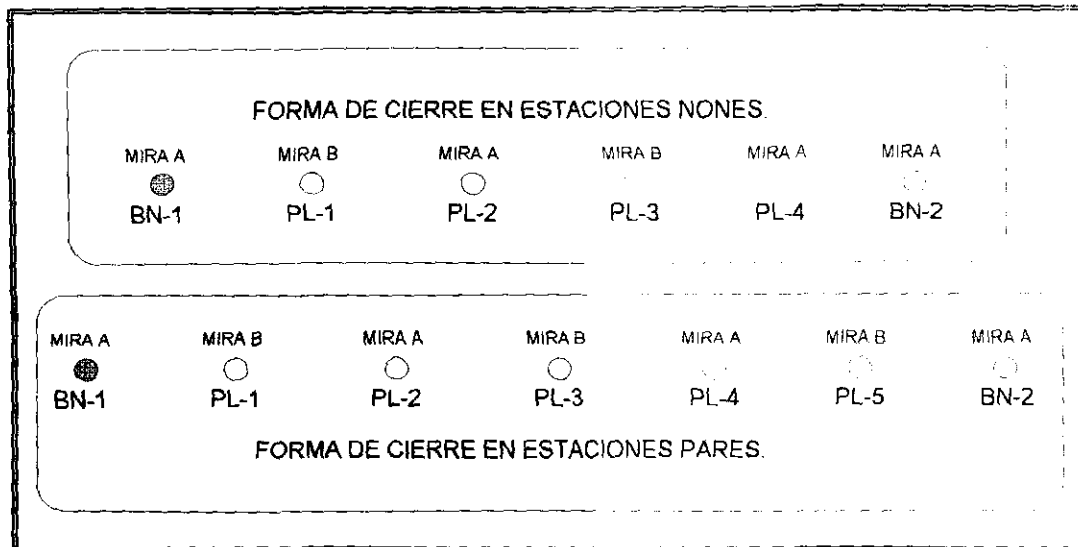 FORMA DE CIERRE EN ESTACIONES NONES.
MIRA A MIRA B MIRA A MIRA B MIRA A MIRA A
BN-1 PL-1 PL-2 PL-3 PL-4 BN-2
MIRA A MIRA B MIRA A MIRA B MIRA A MIRA B MIRA A
BN-1 PL-1 PL-2 PL-3 PL-4 PL-5 BN-2
FORMA DE CIERRE EN ESTACIONES PARES.